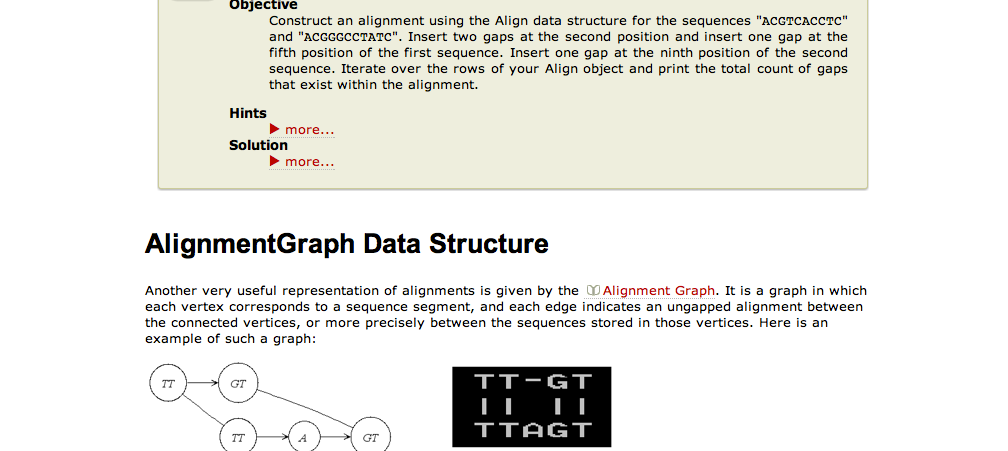 Objective
Construct an alignment using the Align data structure for the sequences "ACGTCACCTC"
and "ACGGGCCTATC". Insert two gaps at the second position and insert one gap at the
fifth position of the first sequence. Insert one gap at the ninth position of the second
sequence. Iterate over the rows of your Align object and print the total count of gaps
that exist within the alignment.
Hints
more...
Solution
more...
AlignmentGraph Data Structure
Another very useful representation of alignments is given by the Alignment Graph. It is a graph in which
each vertex corresponds to a sequence segment, and each edge indicates an ungapped alignment between
the connected vertices, or more precisely between the sequences stored in those vertices. Here is an
example of such a graph:
TT GT
TT A GT
TT-GT
TTAGT